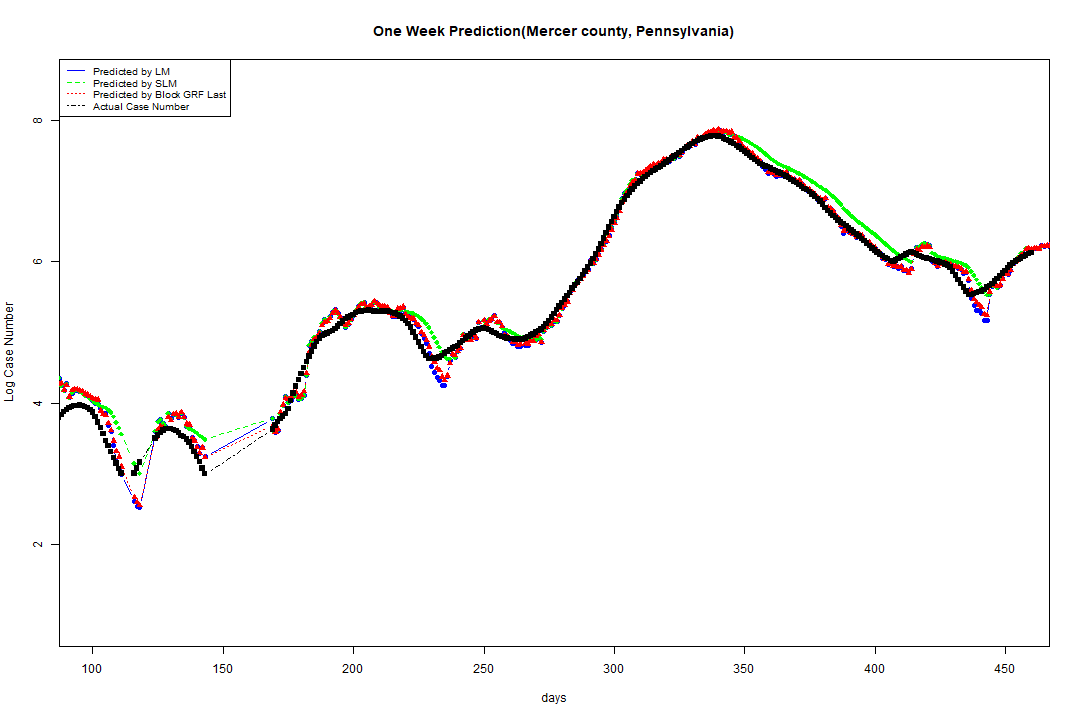 One Week Prediction(Mercer county, Pennsylvania)
Predicted by LM
Predicted by SLM
Predicted by Block GRF Last
Actual Case Number
8
6
4
2
Log Case Number
100 150 200 250 300 350 400 450
days